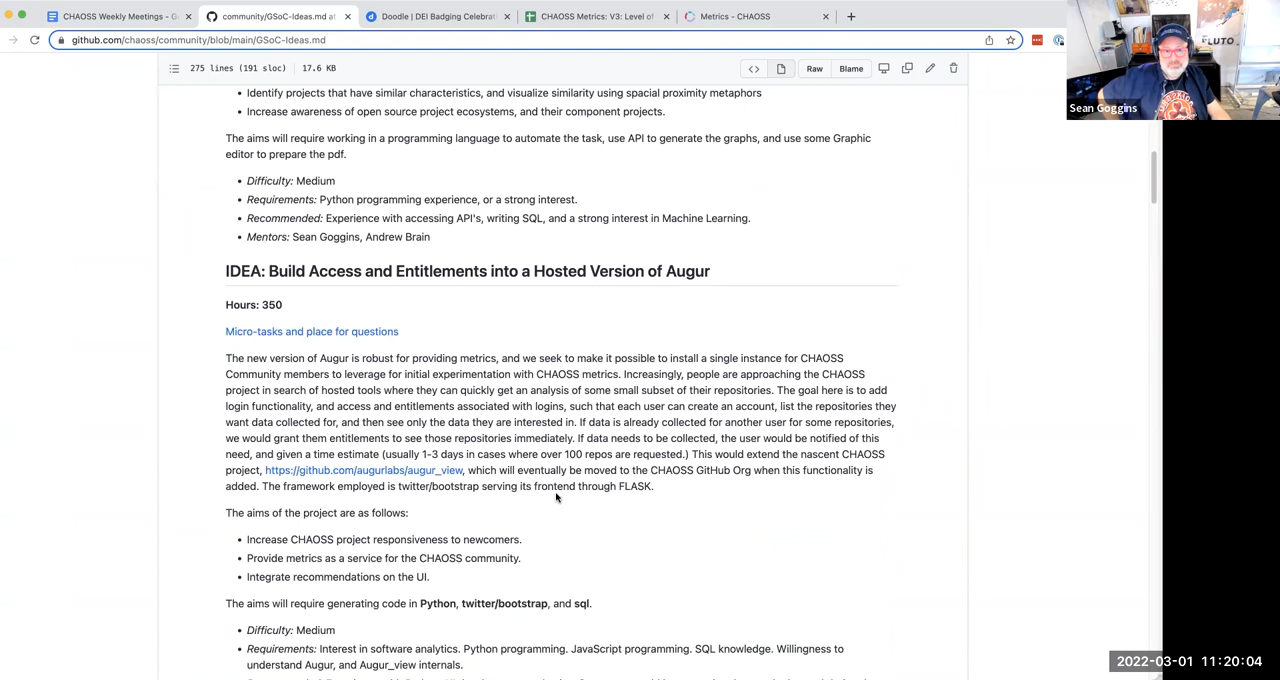 CHAOSS Weekly Meetings - G
community/GSoC-Ideas.md at
Doodle | DEI Badging Celebrati
CHAOSS Metrics: V3: Level of
Metrics - CHAOSS
github.com/chaoss/community/blob/main/GSoC-Ideas.md
PLUTO
Sean Goggins
275 lines (191 sloc) | 17.6 KB
<>
Raw
Blame
• Identify projects that have similar characteristics, and visualize similarity using spacial proximity metaphors
• Increase awareness of open source project ecosystems, and their component projects.
The aims will require working in a programming language to automate the task, use API to generate the graphs, and use some Graphic
editor to prepare the pdf.
• Difficulty: Medium
• Requirements: Python programming experience, or a strong interest.
• Recommended: Experience with accessing API's, writing SQL, and a strong interest in Machine Learning.
• Mentors: Sean Goggins, Andrew Brain
IDEA: Build Access and Entitlements into a Hosted Version of Augur
Hours: 350
Micro-tasks and place for questions
The new version of Augur is robust for providing metrics, and we seek to make it possible to install a single instance for CHAOSS
Community members to leverage for initial experimentation with CHAOSS metrics. Increasingly, people are approaching the CHAOSS
project in search of hosted tools where they can quickly get an analysis of some small subset of their repositories. The goal here is to add
login functionality, and access and entitlements associated with logins, such that each user can create an account, list the repositories they
want data collected for, and then see only the data they are interested in. If data is already collected for another user for some repositories,
we would grant them entitlements to see those repositories immediately. If data needs to be collected, the user would be notified of this
need, and given a time estimate (usually 1-3 days in cases where over 100 repos are requested.) This would extend the nascent CHAOSS
project, https://github.com/augurlabs/augur_view, which will eventually be moved to the CHAOSS GitHub Org when this functionality is
added. The framework employed is twitter/bootstrap serving its frontend through FLASK.
The aims of the project are as follows:
• Increase CHAOSS project responsiveness to newcomers.
• Provide metrics as a service for the CHAOSS community.
• Integrate recommendations on the UI.
The aims will require generating code in Python, twitter/bootstrap, and sql.
• Difficulty: Medium
• Requirements: Interest in software analytics. Python programming. JavaScript programming. SQL knowledge. Willingness to
understand Augur, and Augur_view internals.
2022-03-01 11:20:04